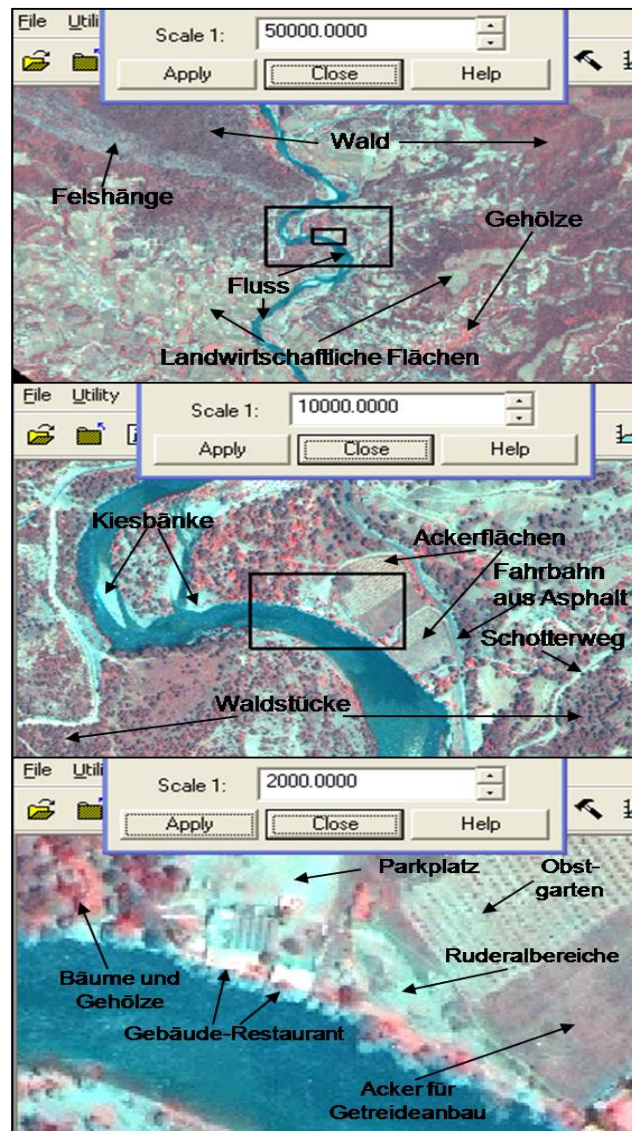 File Utili
Scale 1: 50000.0000
Apply Close Help
Wald
Felshänge
Gehölze
Fluss
Landwirtschaftliche Flächen
File Utility
Scale 1: 10000.0000
Apply Close Help
Kiesbänke
Ackerflächen
Fahrbahn
aus Asphalt
Schotterweg
Waldstücke
File Utili
Scale 1: 2000.0000
Apply Close Help
Parkplatz
Obst-
garten
Ruderalbereiche
Bäume und
Gehölze
Gebäude-Restaurant
Acker für
Getreideanbau